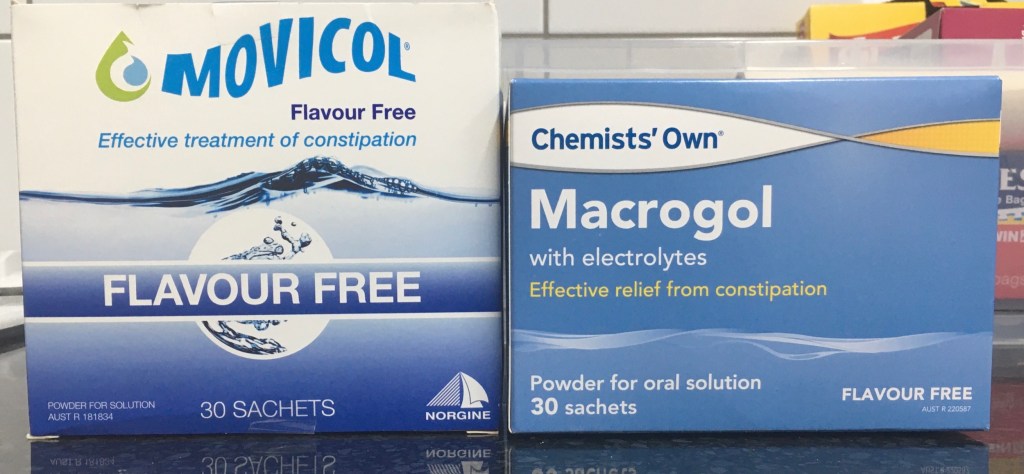 MOVICOL®
Flavour Free
Effective treatment of constipation
FLAVOUR FREE
POWDER FOR SOLUTION
AUST R 181834
30 SACHETS
NORGINE
Chemists' Own®
Macrogol
with electrolytes
Effective relief from constipation
Powder for oral solution
30 sachets
FLAVOUR FREE
AUST R 220587